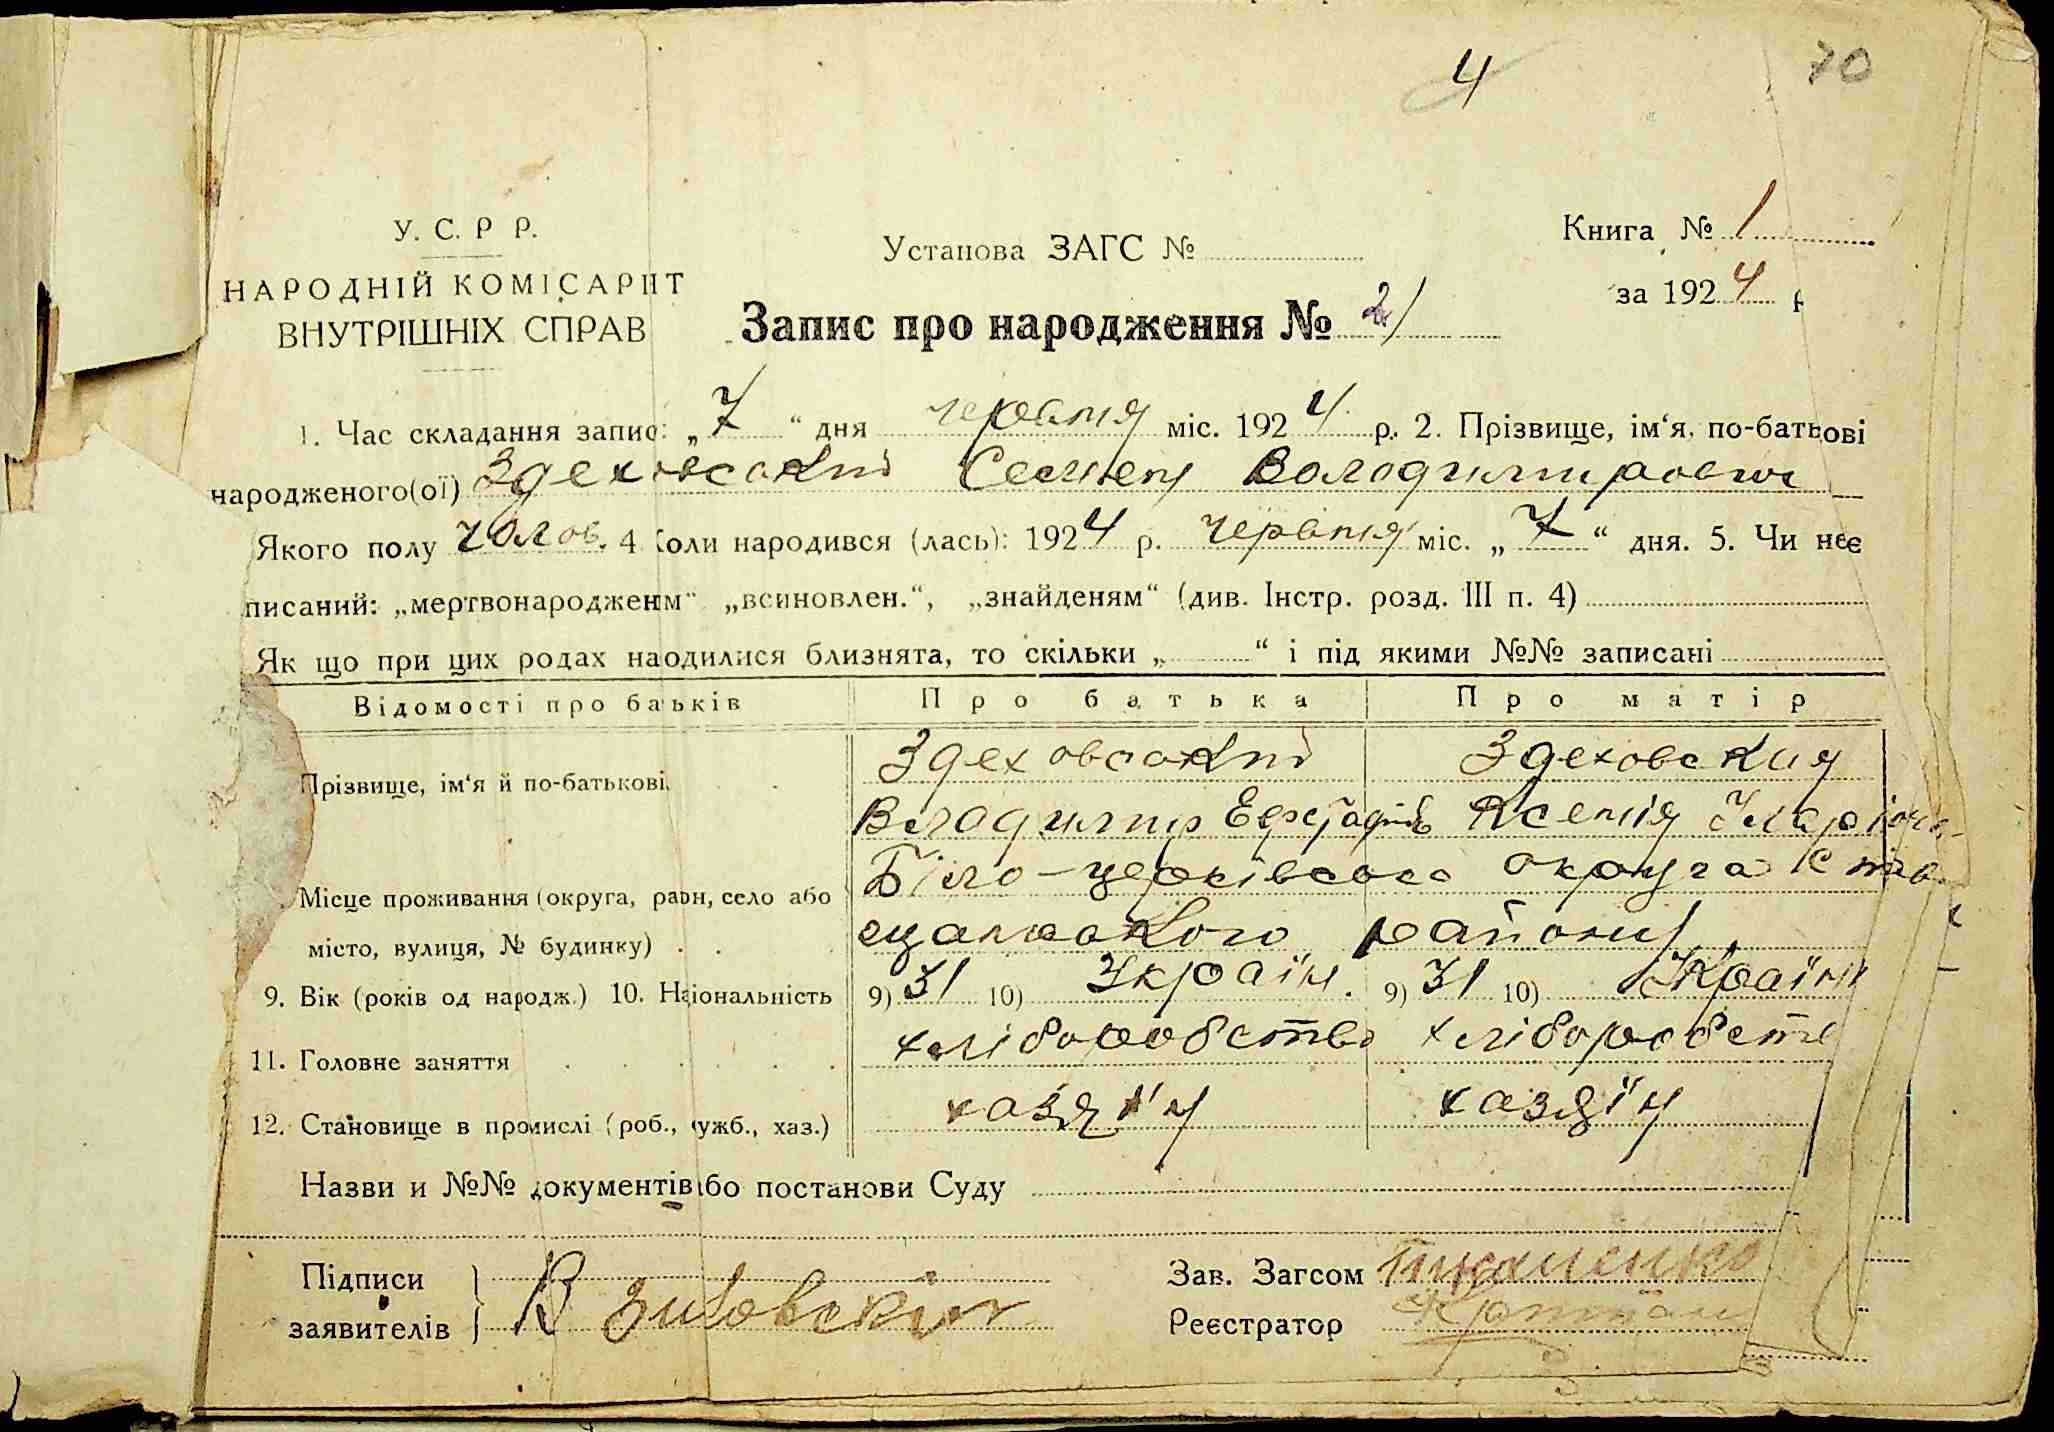 4 70
У. С. Р Р.
НАРОДНІЙ КОМІСАРІЯТ
ВНУТРІШНІХ СПРАВ
Установа ЗАГС №
Книга № 1
за 1924 р
Запис про народження № 21
1. Час складання запис: „7“ дня червня міс. 1924 р. 2. Прізвище, ім‘я, по-батькові
народженого(ої) Здеховський Семен Володимирович
Якого полу чолов. 4 Коли народився (лась): 1924 р. червня міс. „7“ дня. 5. Чи неє
писаний: „мертвонародженим“ „всиновлен.“, „знайденям“ (див. Інстр. розд. III п. 4)
Як що при цих родах наодилися близнята, то скільки „ “ і під якими №№ записані
Відомості про батьків Про батька Про матір
Прізвище, ім‘я й по-батькові. Здеховський Здеховская
Володимир Ксенія
Місце проживання (округа, раон, село або Біло-церківсько округа
місто, вулиця, № будинку) . . району
9. Вік (років од народж.) 10. Національність 9) 31 10) Україн. 9) 31 10) Україн
11. Головне заняття хліборобство хліборобств
12. Становище в промислі (роб., служб., хаз.) хазяїн хазяїн
Назви и №№ документів або постанови Суду
Підписи
заявителів } В
Зав. Загсом
Реєстратор